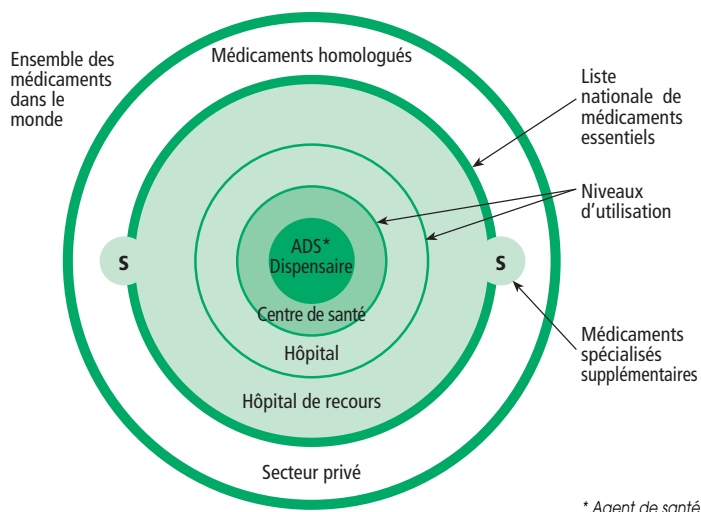 Ensemble des
médicaments
dans le
monde
Médicaments homologués
Liste
nationale de
médicaments
essentiels
Niveaux
d'utilisation
ADS*
Dispensaire
S
S
Centre de santé
Hôpital
Hôpital de recours
Médicaments
spécialisés
supplémentaires
Secteur privé
* Agent de santé